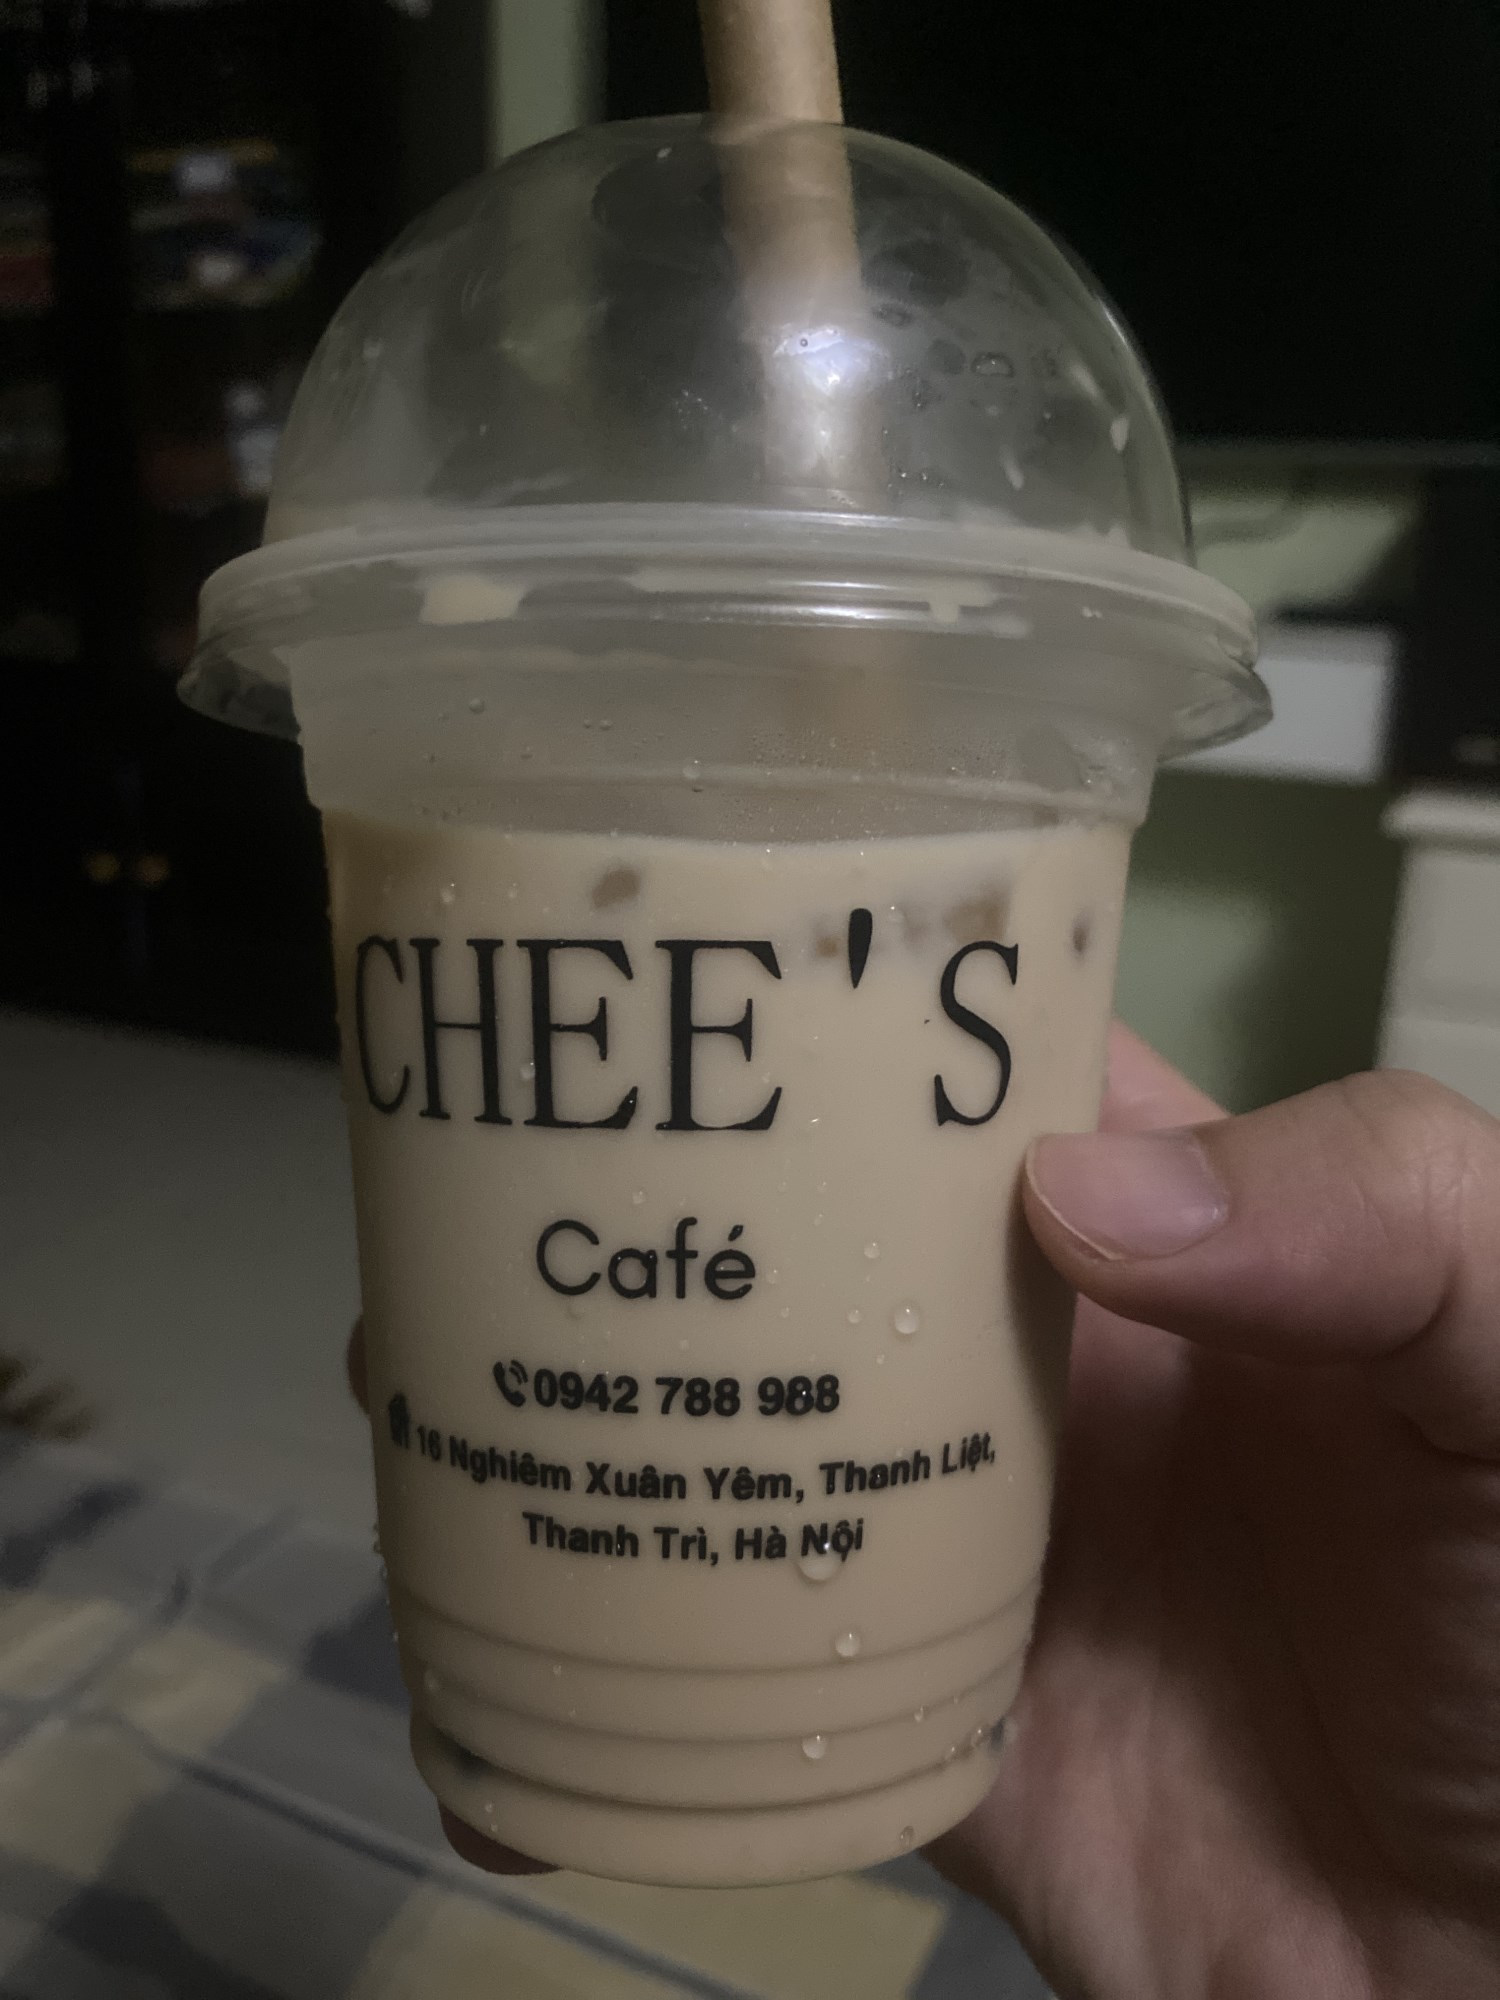 CHEE'S
Café
0942 788 988
16 Nghiêm Xuân Yêm, Thanh Liệt,
Thanh Trì, Hà Nội